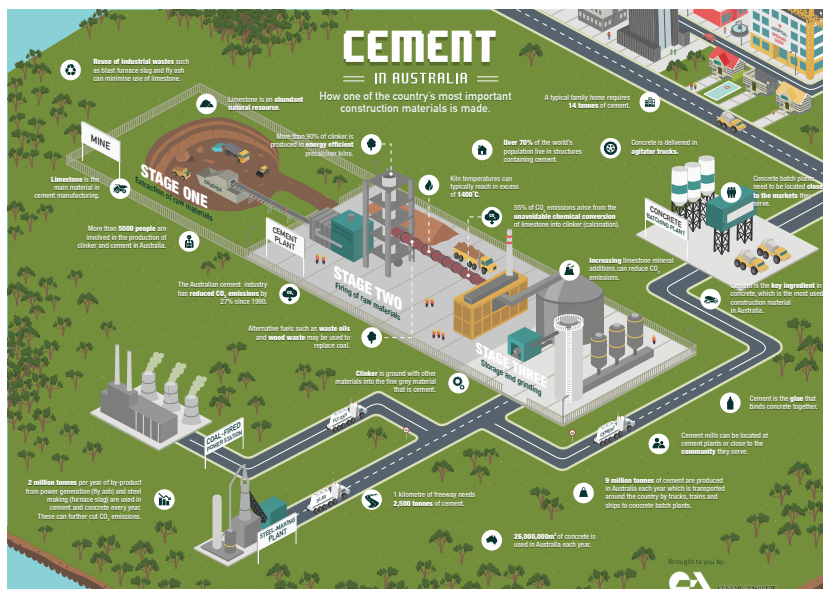 CEMENT
IN AUSTRALIA
How one of the country's most important
construction materials is made.
Reuse of industrial wastes such
as blast furnace slag and fly ash
can minimise use of limestone.
Limestone is an abundant
natural resource.
MINE
STAGE ONE
Extraction of raw materials
CRUSHER
Limestone is the
main material in
cement manufacturing.
More than 5000 people are
involved in the production of
clinker and cement in Australia.
More than 90% of clinker is
produced in energy efficient
precalciner kilns.
Kiln temperatures can
typically reach in excess
of 1400°C.
Over 70% of the world's
population live in structures
containing cement.
A typical family home requires
14 tonnes of cement.
HOSPITAL
Concrete is delivered in
agitator trucks.
Concrete batch plants
need to be located close
to the markets they
serve.
CONCRETE
BATCHING PLANT
55% of CO2 emissions arise from the
unavoidable chemical conversion
of limestone into clinker (calcination).
CEMENT
PLANT
STAGE TWO
Firing of raw materials
The Australian cement industry
has reduced CO2 emissions by
27% since 1990.
Increasing limestone mineral
additions can reduce CO2
emissions.
Cement is the key ingredient in
concrete, which is the most used
construction material
in Australia.
Alternative fuels such as waste oils
and wood waste may be used to
replace coal.
STAGE THREE
Storage and grinding
Clinker is ground with other
materials into the fine grey material
that is cement.
COAL-FIRED
POWER STATION
FLY ASH
CEMENT
Cement is the glue that
binds concrete together.
Cement mills can be located at
cement plants or close to the
community they serve.
2 million tonnes per year of by-product
from power generation (fly ash) and steel
making (furnace slag) are used in
cement and concrete every year.
These can further cut CO2 emissions.
STEEL-MAKING
PLANT
SLAG
1 kilometre of freeway needs
2,500 tonnes of cement.
9 million tonnes of cement are produced
in Australia each year which is transported
around the country by trucks, trains and
ships to concrete batch plants.
26,000,000m³ of concrete is
used in Australia each year.
Brought to you by:
CEMENT CONCRETE